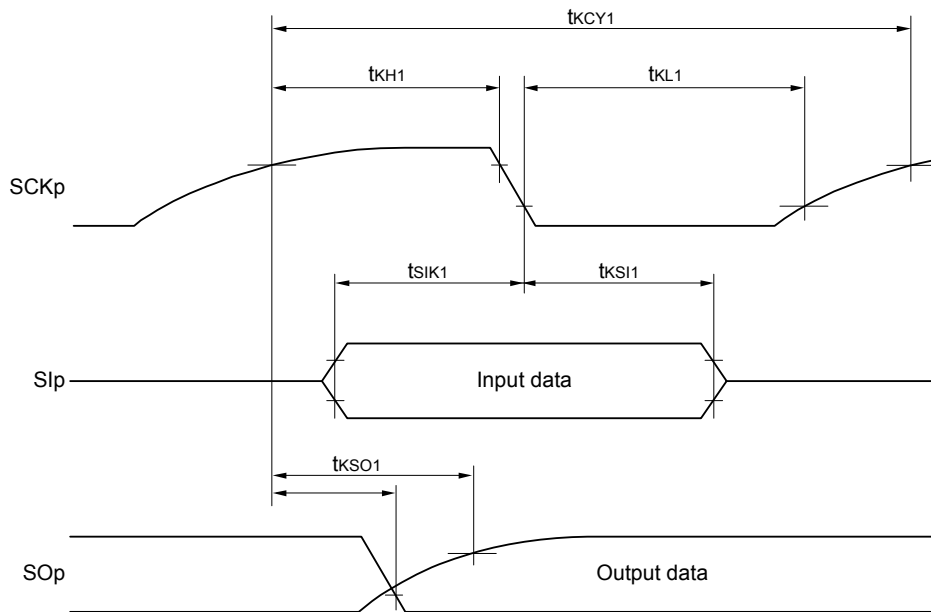 tKCY1
tKH1
tKL1
SCKp
tSIK1
tKSI1
SIp
Input data
tKSO1
SOp
Output data